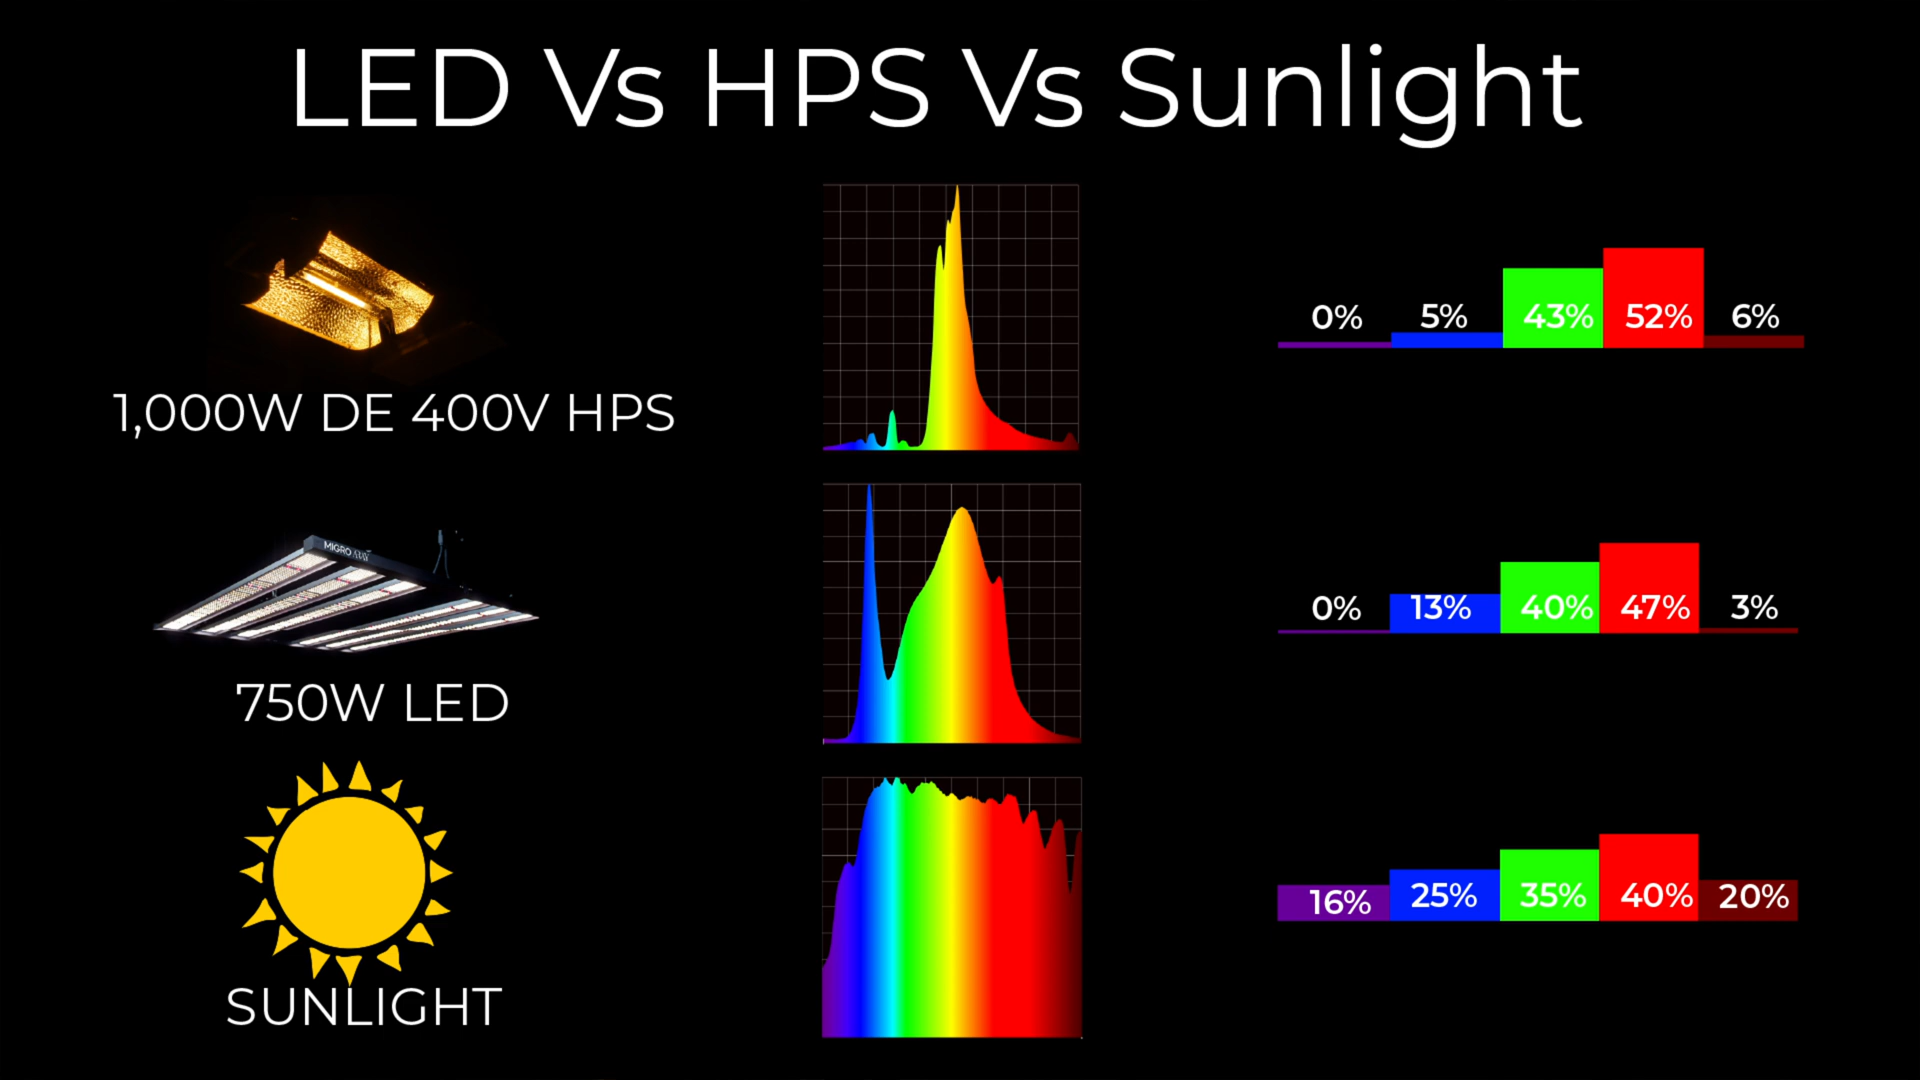 LED Vs HPS Vs Sunlight
0% 5% 43% 52% 6%
1,000W DE 400V HPS
MIGRO
0% 13% 40% 47% 3%
750W LED
16% 25% 35% 40% 20%
SUNLIGHT